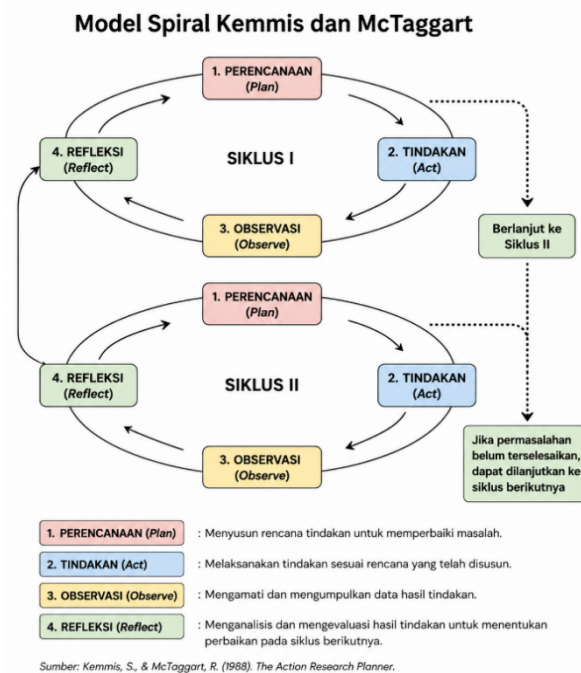 Model Spiral Kemmis dan McTaggart
1. PERENCANAAN
(Plan)
4. REFLEKSI
(Reflect)
SIKLUS I
2. TINDAKAN
(Act)
3. OBSERVASI
(Observe)
Berlanjut ke
Siklus II
1. PERENCANAAN
(Plan)
4. REFLEKSI
(Reflect)
SIKLUS II
2. TINDAKAN
(Act)
3. OBSERVASI
(Observe)
Jika permasalahan
belum terselesaikan,
dapat dilanjutkan ke
siklus berikutnya
1. PERENCANAAN (Plan) : Menyusun rencana tindakan untuk memperbaiki masalah.
2. TINDAKAN (Act) : Melaksanakan tindakan sesuai rencana yang telah disusun.
3. OBSERVASI (Observe) : Mengamati dan mengumpulkan data hasil tindakan.
4. REFLEKSI (Reflect) : Menganalisis dan mengevaluasi hasil tindakan untuk menentukan
perbaikan pada siklus berikutnya.
Sumber: Kemmis, S., & McTaggart, R. (1988). The Action Research Planner.